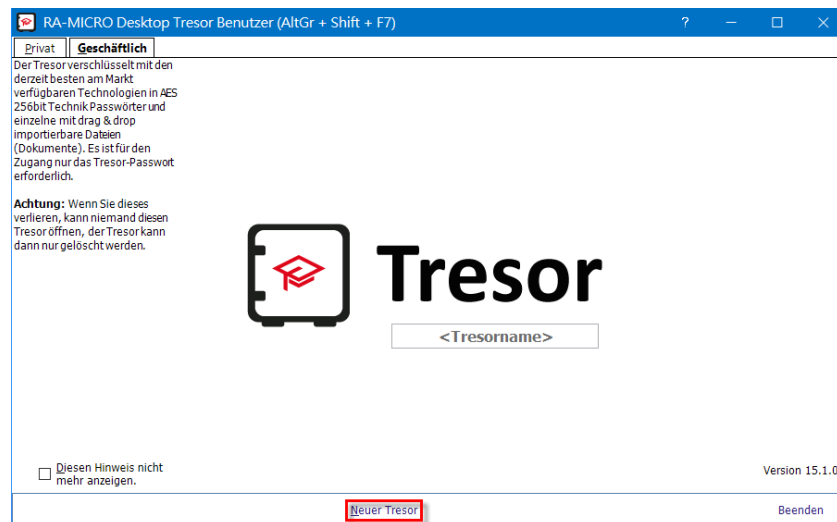 RA-MICRO Desktop Tresor Benutzer (AltGr + Shift + F7)
?
Privat Geschäftlich
Der Tresor verschlüsselt mit den
derzeit besten am Markt
verfügbaren Technologien in AES
256bit Technik Passwörter und
einzelne mit drag & drop
importierbare Dateien
(Dokumente). Es ist für den
Zugang nur das Tresor-Passwort
erforderlich.
Achtung: Wenn Sie dieses
verlieren, kann niemand diesen
Tresor öffnen, der Tresor kann
dann nur gelöscht werden.
Tresor
<Tresorname>
Diesen Hinweis nicht
mehr anzeigen.
Version 15.1.0
Neuer Tresor
Beenden